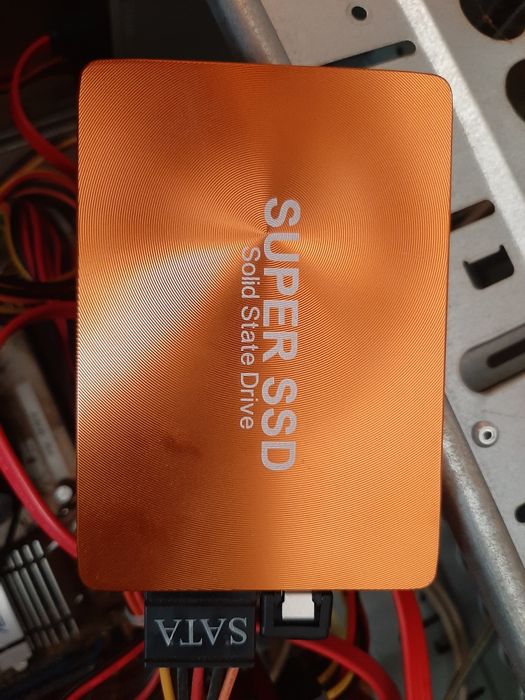 SUPER SSD
Solid State Drive
SATA